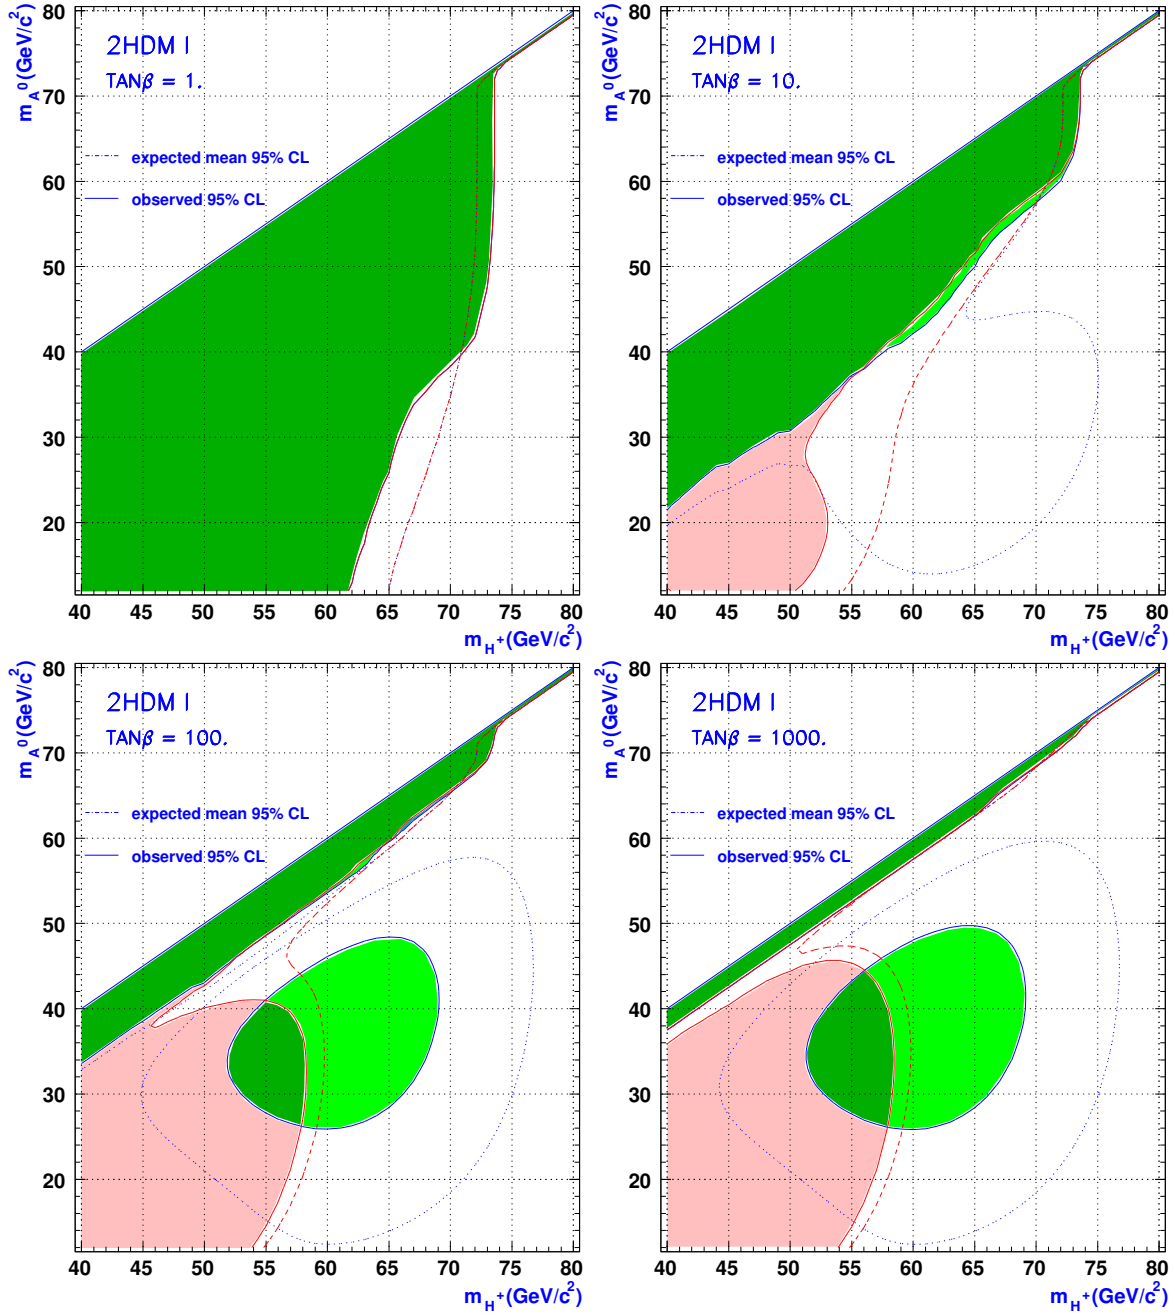 m_A0 (GeV/c²)
80
70
60
50
40
30
20
2HDM I
TANβ = 1.
expected mean 95% CL
observed 95% CL
40 45 50 55 60 65 70 75 80
m_H+ (GeV/c²)
m_A0 (GeV/c²)
80
70
60
50
40
30
20
2HDM I
TANβ = 10.
expected mean 95% CL
observed 95% CL
40 45 50 55 60 65 70 75 80
m_H+ (GeV/c²)
m_A0 (GeV/c²)
80
70
60
50
40
30
20
2HDM I
TANβ = 100.
expected mean 95% CL
observed 95% CL
40 45 50 55 60 65 70 75 80
m_H+ (GeV/c²)
m_A0 (GeV/c²)
80
70
60
50
40
30
20
2HDM I
TANβ = 1000.
expected mean 95% CL
observed 95% CL
40 45 50 55 60 65 70 75 80
m_H+ (GeV/c²)